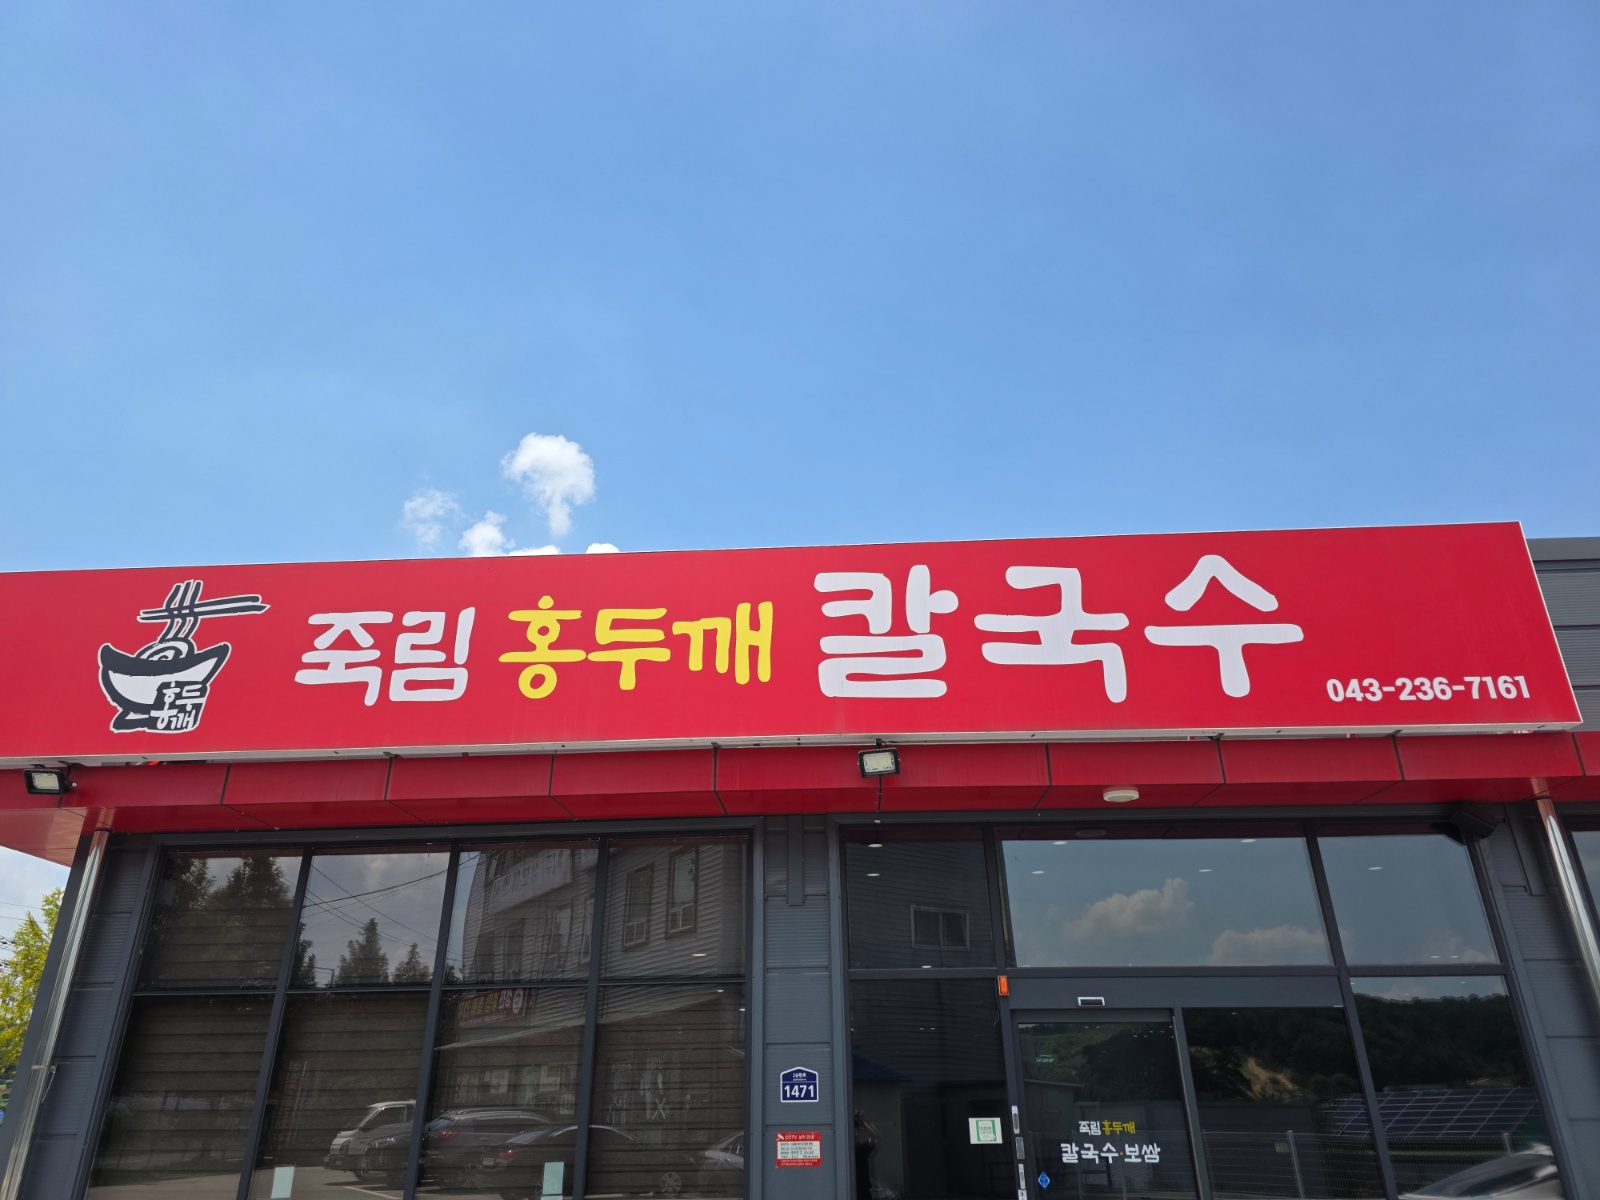 홍두깨
죽림 홍두깨 칼국수
043-236-7161
1471
죽림홍두깨
칼국수·보쌈